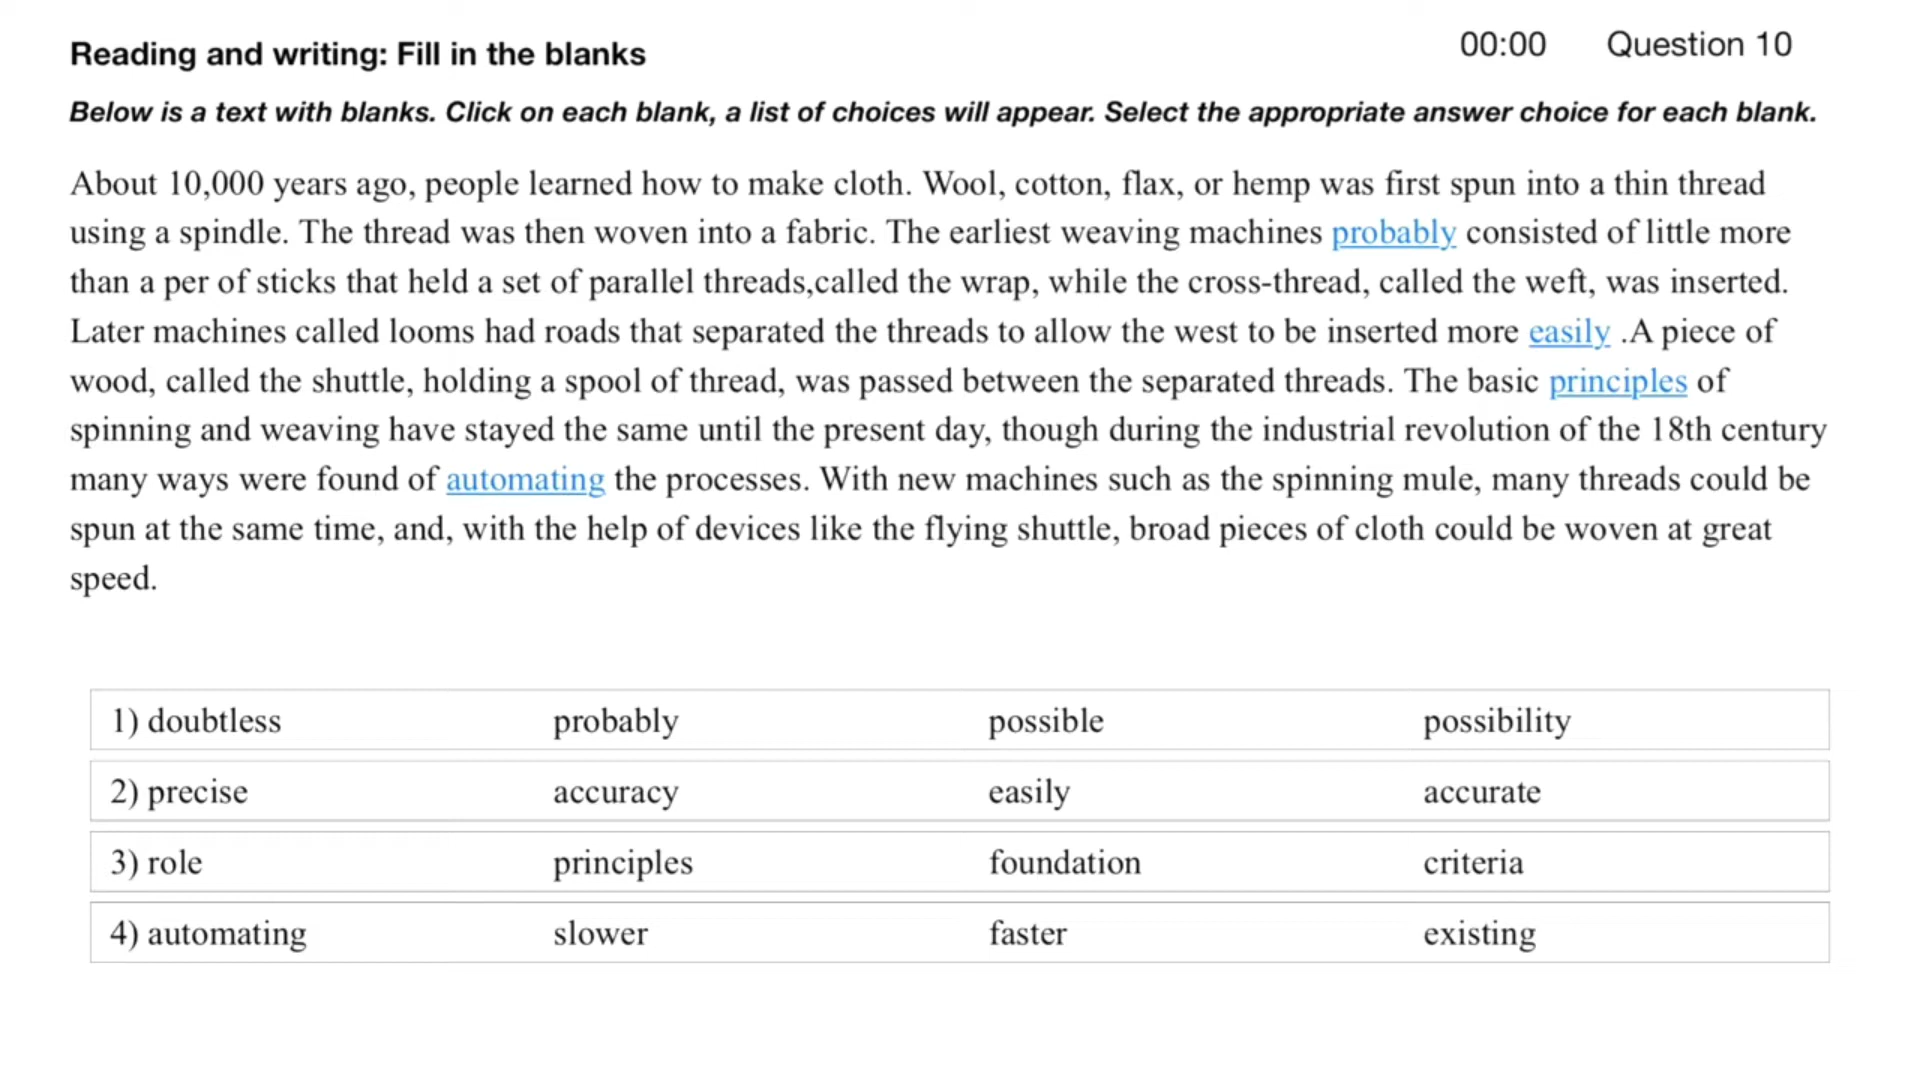 Reading and writing: Fill in the blanks 00:00 Question 10
Below is a text with blanks. Click on each blank, a list of choices will appear. Select the appropriate answer choice for each blank.
About 10,000 years ago, people learned how to make cloth. Wool, cotton, flax, or hemp was first spun into a thin thread
using a spindle. The thread was then woven into a fabric. The earliest weaving machines probably consisted of little more
than a per of sticks that held a set of parallel threads,called the wrap, while the cross-thread, called the weft, was inserted.
Later machines called looms had roads that separated the threads to allow the west to be inserted more easily .A piece of
wood, called the shuttle, holding a spool of thread, was passed between the separated threads. The basic principles of
spinning and weaving have stayed the same until the present day, though during the industrial revolution of the 18th century
many ways were found of automating the processes. With new machines such as the spinning mule, many threads could be
spun at the same time, and, with the help of devices like the flying shuttle, broad pieces of cloth could be woven at great
speed.
1) doubtless probably possible possibility
2) precise accuracy easily accurate
3) role principles foundation criteria
4) automating slower faster existing